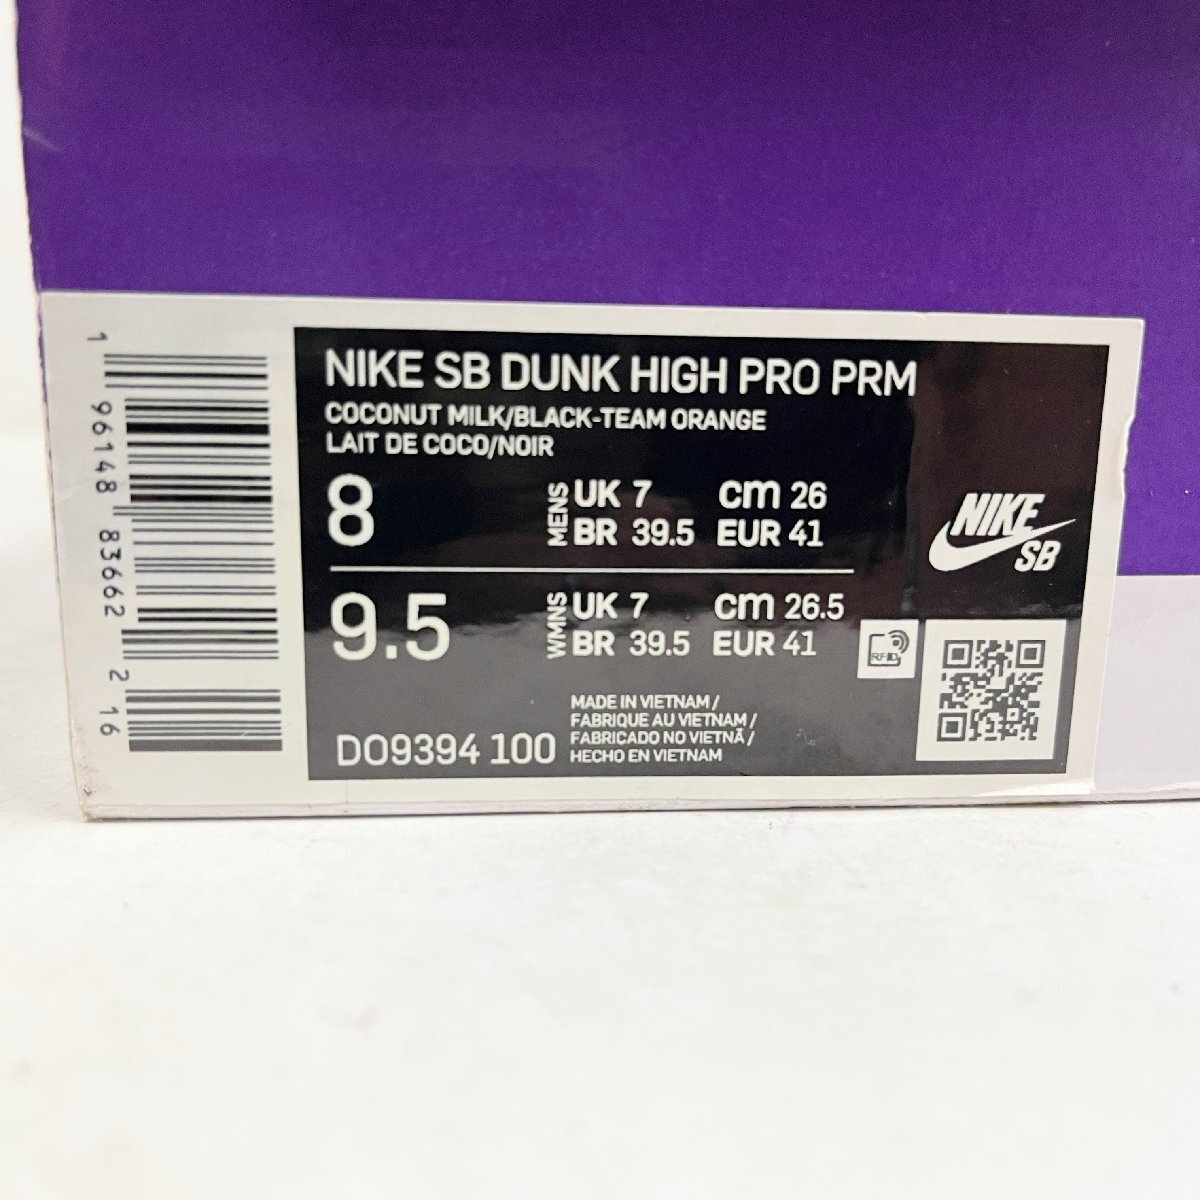 NIKE SB DUNK HIGH PRO PRM
COCONUT MILK/BLACK-TEAM ORANGE
LAIT DE COCO/NOIR
8 MENS UK 7 cm 26
BR 39.5 EUR 41
9.5 WMNS UK 7 cm 26.5
BR 39.5 EUR 41
NIKE
SB
RFID
DO9394 100
MADE IN VIETNAM /
FABRIQUE AU VIETNAM /
FABRICADO NO VIETNÃ /
HECHO EN VIETNAM
1 96148 83662 2 16